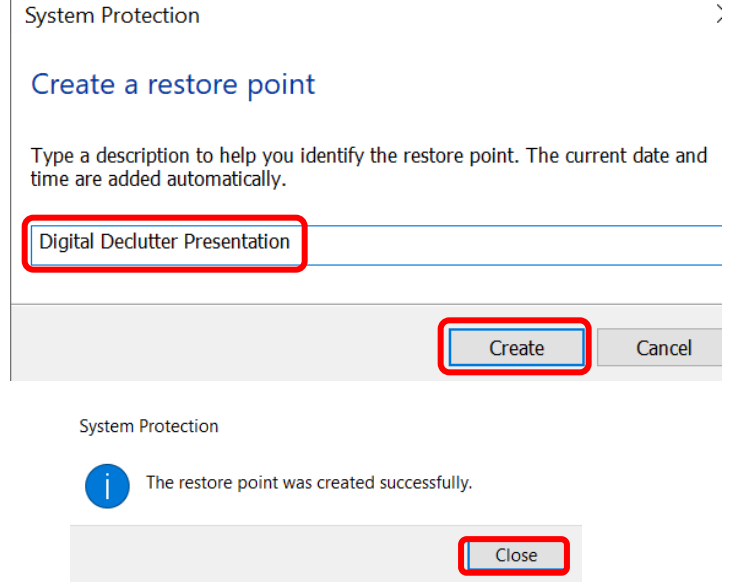 System Protection
Create a restore point
Type a description to help you identify the restore point. The current date and
time are added automatically.
Digital Declutter Presentation
Create Cancel
System Protection
The restore point was created successfully.
Close